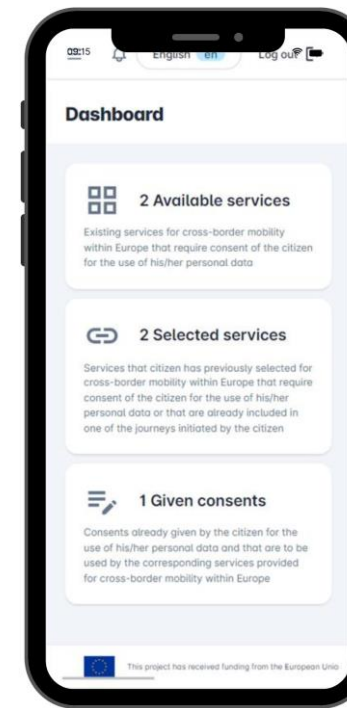 09:15 English en Log out
Dashboard
2 Available services
Existing services for cross-border mobility
within Europe that require consent of the citizen
for the use of his/her personal data
2 Selected services
Services that citizen has previously selected for
cross-border mobility within Europe that require
consent of the citizen for the use of his/her
personal data or that are already included in
one of the journeys initiated by the citizen
1 Given consents
Consents already given by the citizen for the
use of his/her personal data and that are to be
used by the corresponding services provided
for cross-border mobility within Europe
This project has received funding from the European Unio